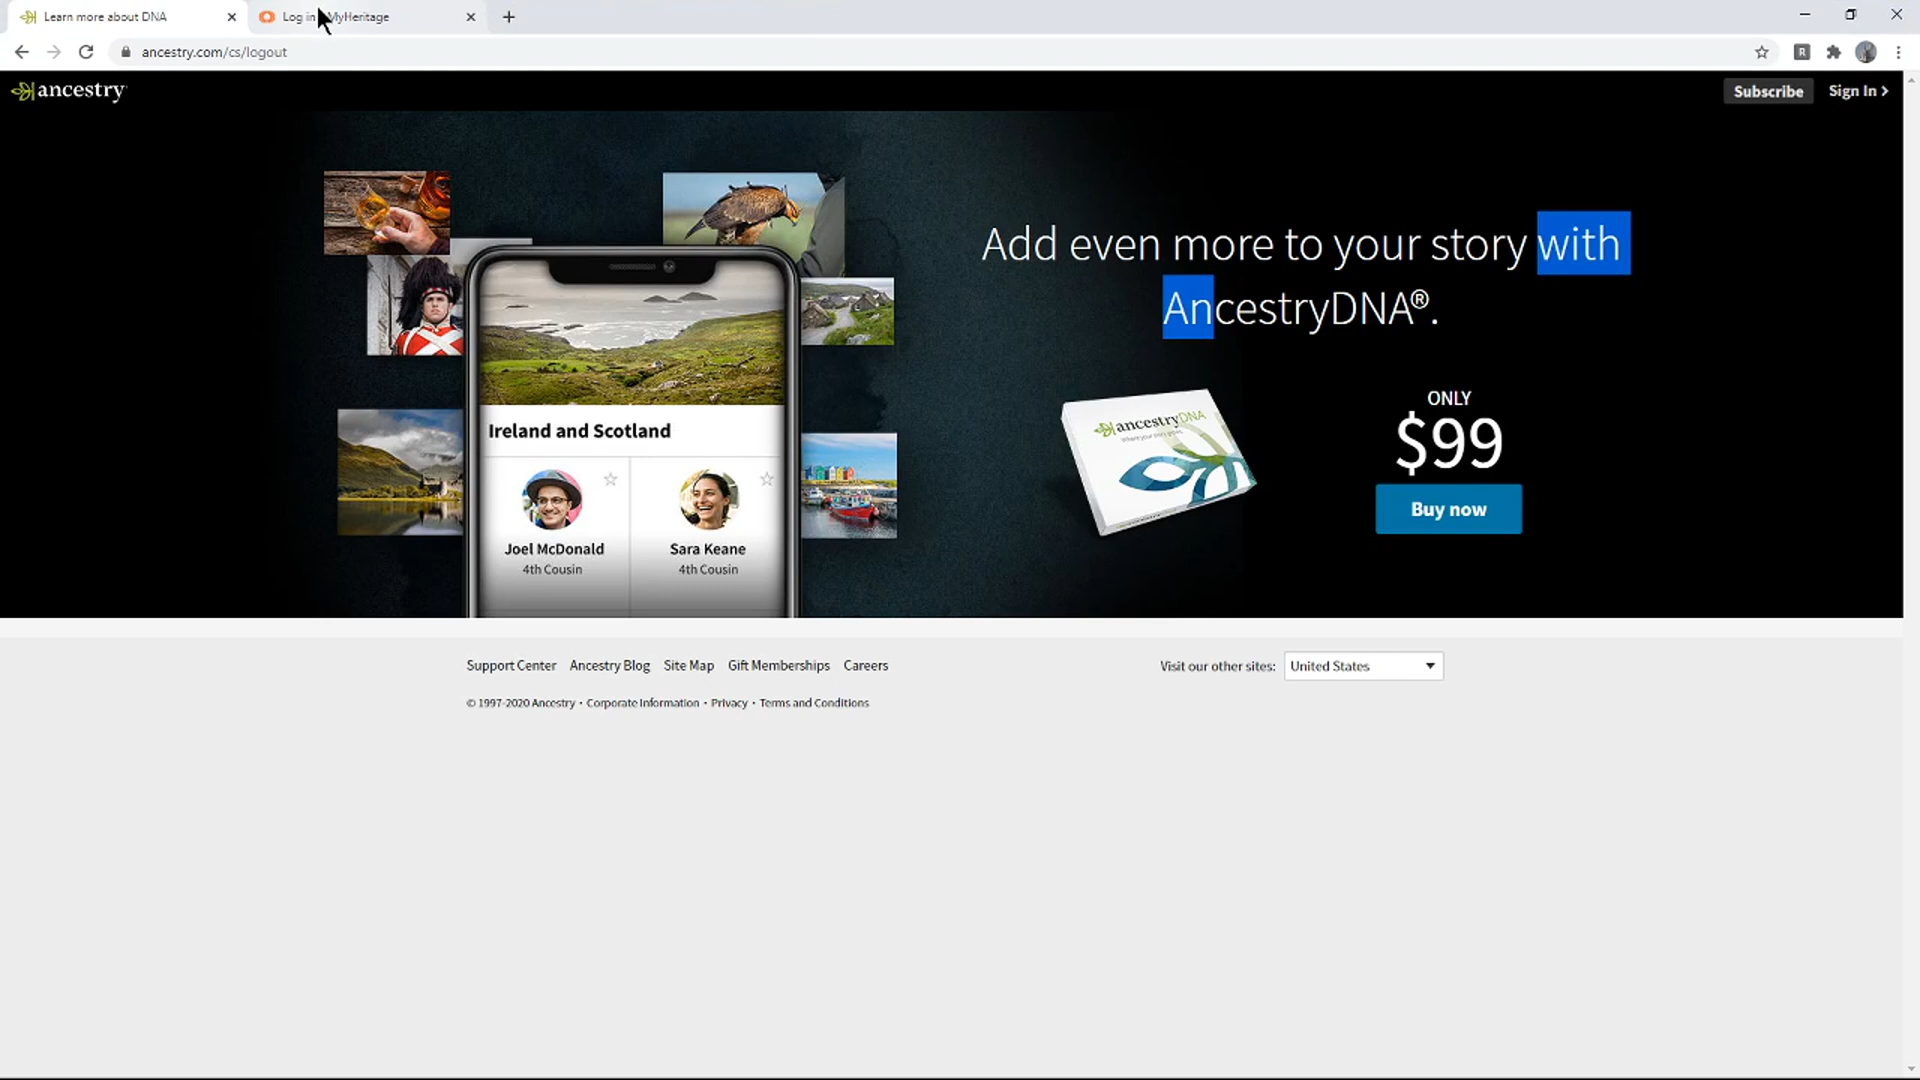 Learn more about DNA
Log in MyHeritage
ancestry.com/cs/logout
R
ancestry
Subscribe
Sign In >
Add even more to your story with
AncestryDNA®.
ancestryDNA
ONLY
$99
Buy now
Ireland and Scotland
Joel McDonald
Sara Keane
4th Cousin
4th Cousin
Support Center Ancestry Blog Site Map Gift Memberships Careers
Visit our other sites: United States
© 1997-2020 Ancestry · Corporate Information · Privacy · Terms and Conditions